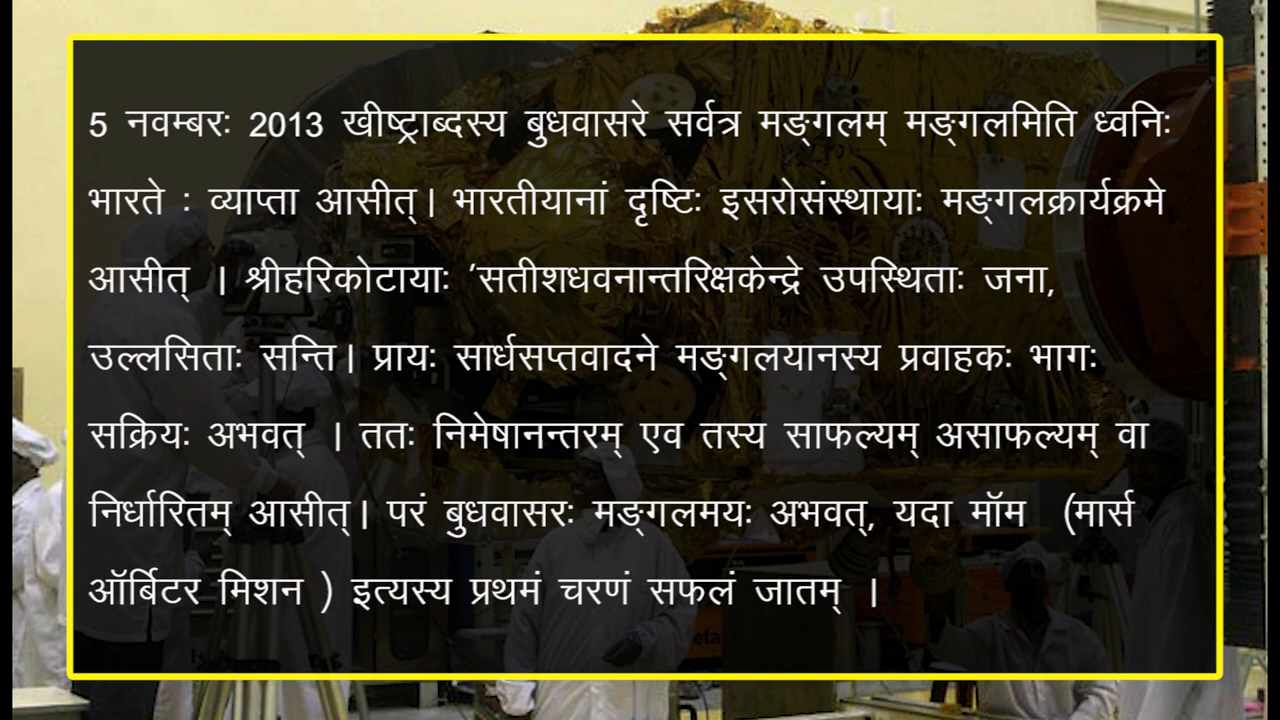 5 नवम्बरः 2013 खीष्ट्राब्दस्य बुधवासरे सर्वत्र मङ्गलम् मङ्गलमिति ध्वनिः
भारते : व्याप्ता आसीत्। भारतीयानां दृष्टिः इसरोसंस्थायाः मङ्गलक्रार्यक्रमे
आसीत् । श्रीहरिकोटायाः 'सतीशधवनान्तरिक्षकेन्द्रे उपस्थिताः जना,
उल्लसिताः सन्ति। प्रायः सार्धसप्तवादने मङ्गलयानस्य प्रवाहकः भागः
सक्रियः अभवत् । ततः निमेषानन्तरम् एव तस्य साफल्यम् असाफल्यम् वा
निर्धारितम् आसीत्। परं बुधवासरः मङ्गलमयः अभवत्, यदा मॉम (मार्स
ऑर्बिटर मिशन ) इत्यस्य प्रथमं चरणं सफलं जातम् ।